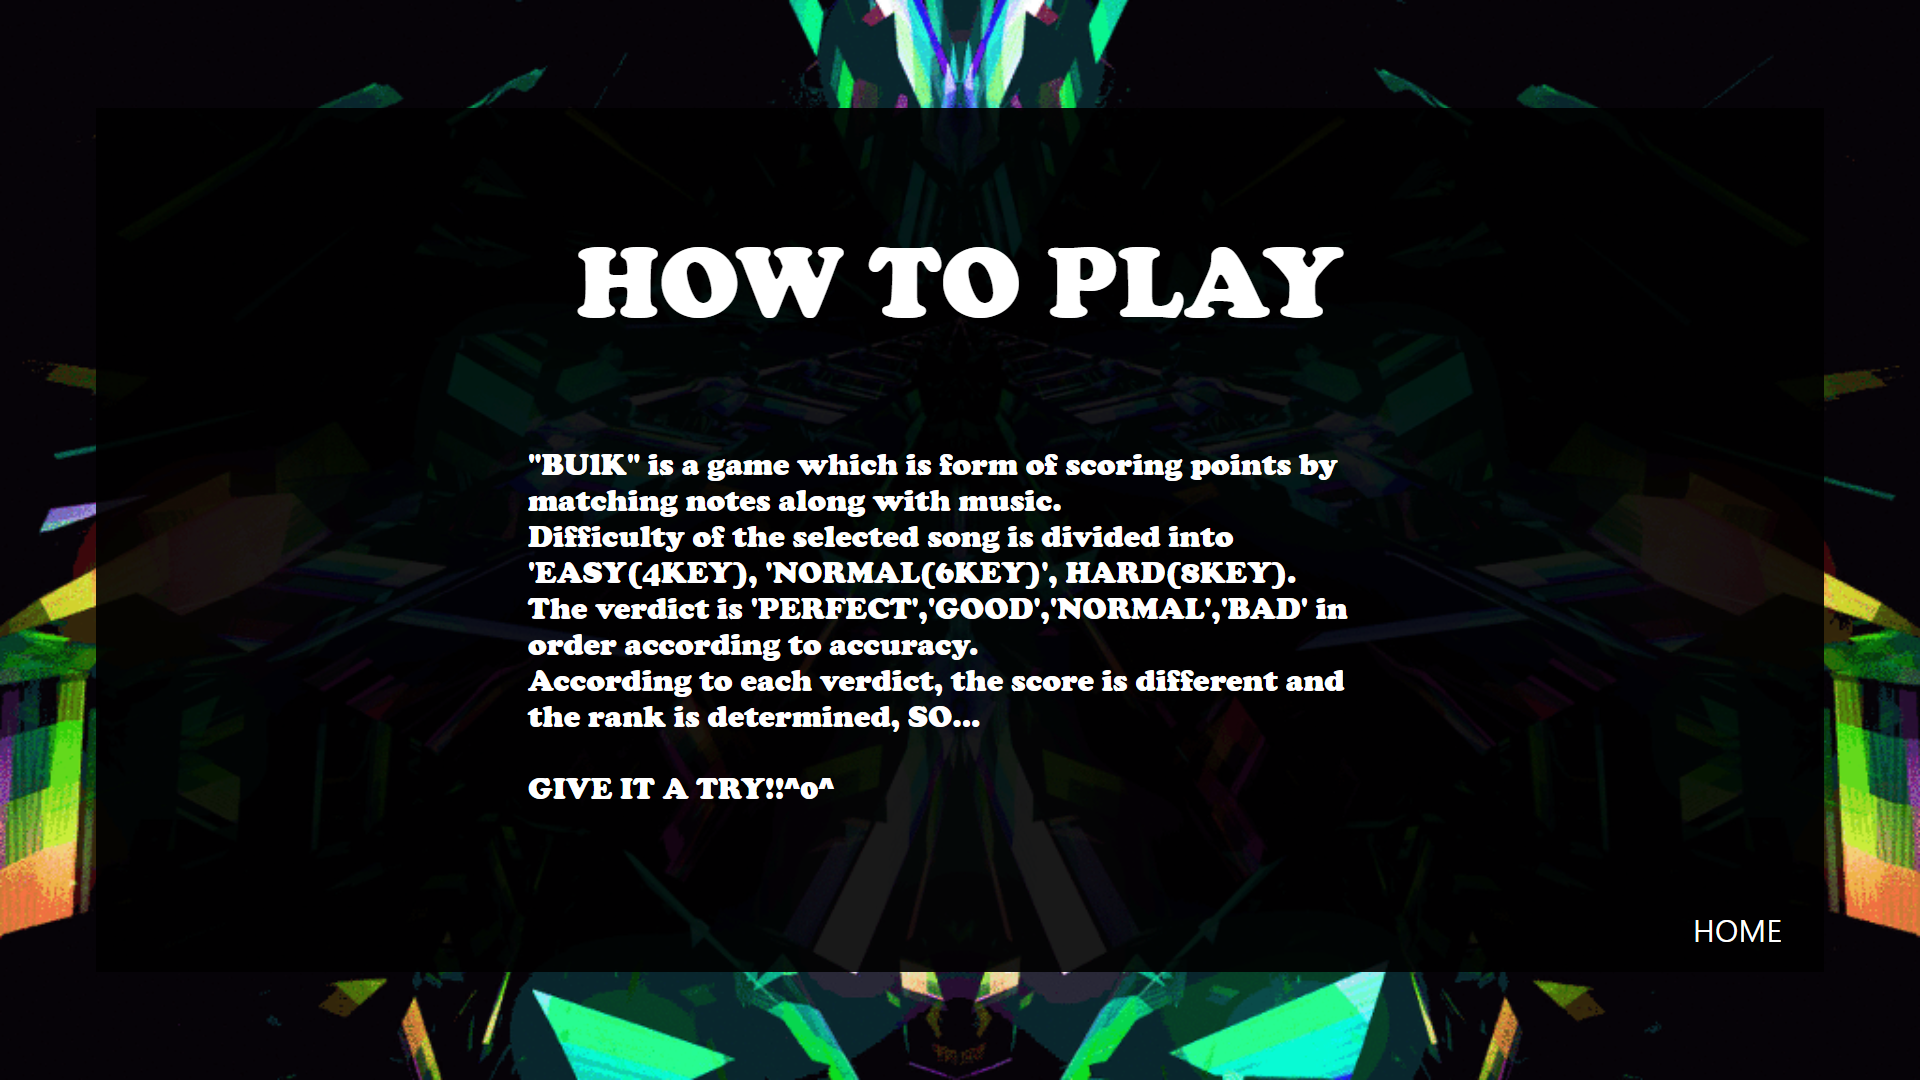 HOW TO PLAY
"BU1K" is a game which is form of scoring points by
matching notes along with music.
Difficulty of the selected song is divided into
'EASY(4KEY), 'NORMAL(6KEY)', HARD(8KEY).
The verdict is 'PERFECT','GOOD','NORMAL','BAD' in
order according to accuracy.
According to each verdict, the score is different and
the rank is determined, SO...
GIVE IT A TRY!!^o^
HOME